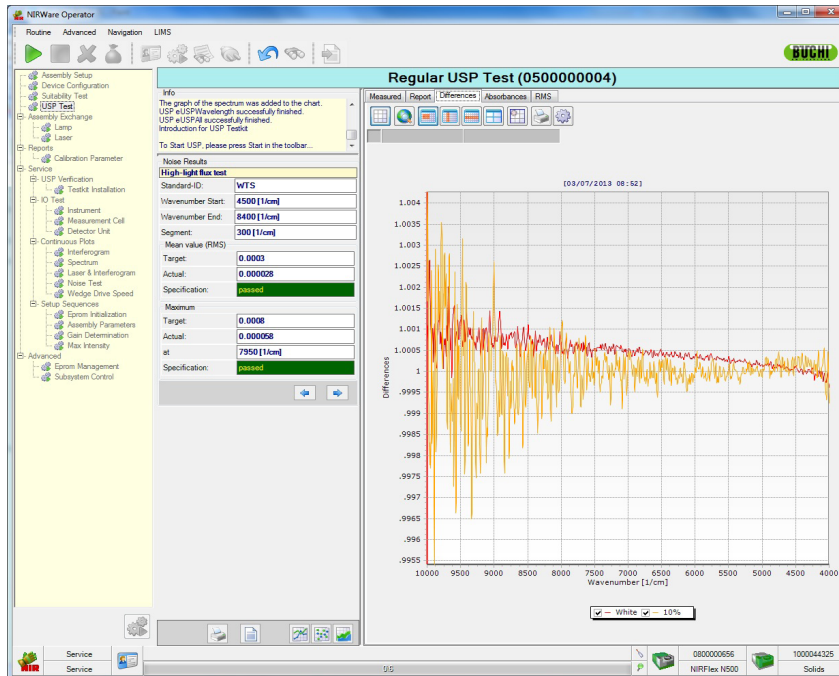 NIRWare Operator
Routine Advanced Navigation LIMS
BUCHI
Assembly Setup
Device Configuration
Suitability Test
USP Test
Assembly Exchange
Lamp
Laser
Reports
Calibration Parameter
Service
USP Verification
Testkit Installation
IO Test
Instrument
Measurement Cell
Detector Unit
Continuous Plots
Interferogram
Spectrum
Laser & Interferogram
Noise Test
Wedge Drive Speed
Setup Sequences
Eprom Initialization
Assembly Parameters
Gain Determination
Max Intensity
Advanced
Eprom Management
Subsystem Control
Regular USP Test (0500000004)
Info
The graph of the spectrum was added to the chart.
USP eUSPWavelength successfully finished.
USP eUSPAll successfully finished.
Introduction for USP Testkit
To Start USP, please press Start in the toolbar...
Noise Results
High-light flux test
Standard-ID: WTS
Wavenumber Start: 4500 [1/cm]
Wavenumber End: 8400 [1/cm]
Segment: 300 [1/cm]
Mean value (RMS)
Target: 0.0003
Actual: 0.000028
Specification: passed
Maximum
Target: 0.0008
Actual: 0.000058
at 7950 [1/cm]
Specification: passed
Measured Report Differences Absorbances RMS
[03/07/2013 08:52]
1.004
1.0035
1.003
1.0025
1.002
1.0015
1.001
1.0005
1
.9995
.999
.9985
.998
.9975
.997
.9965
.996
.9955
Differences
10000 9500 9000 8500 8000 7500 7000 6500 6000 5500 5000 4500 4000
Wavenumber [1/cm]
White 10%
NIR
Service
Service
0/6
0800000656
NIRFlex N500
1000044325
Solids